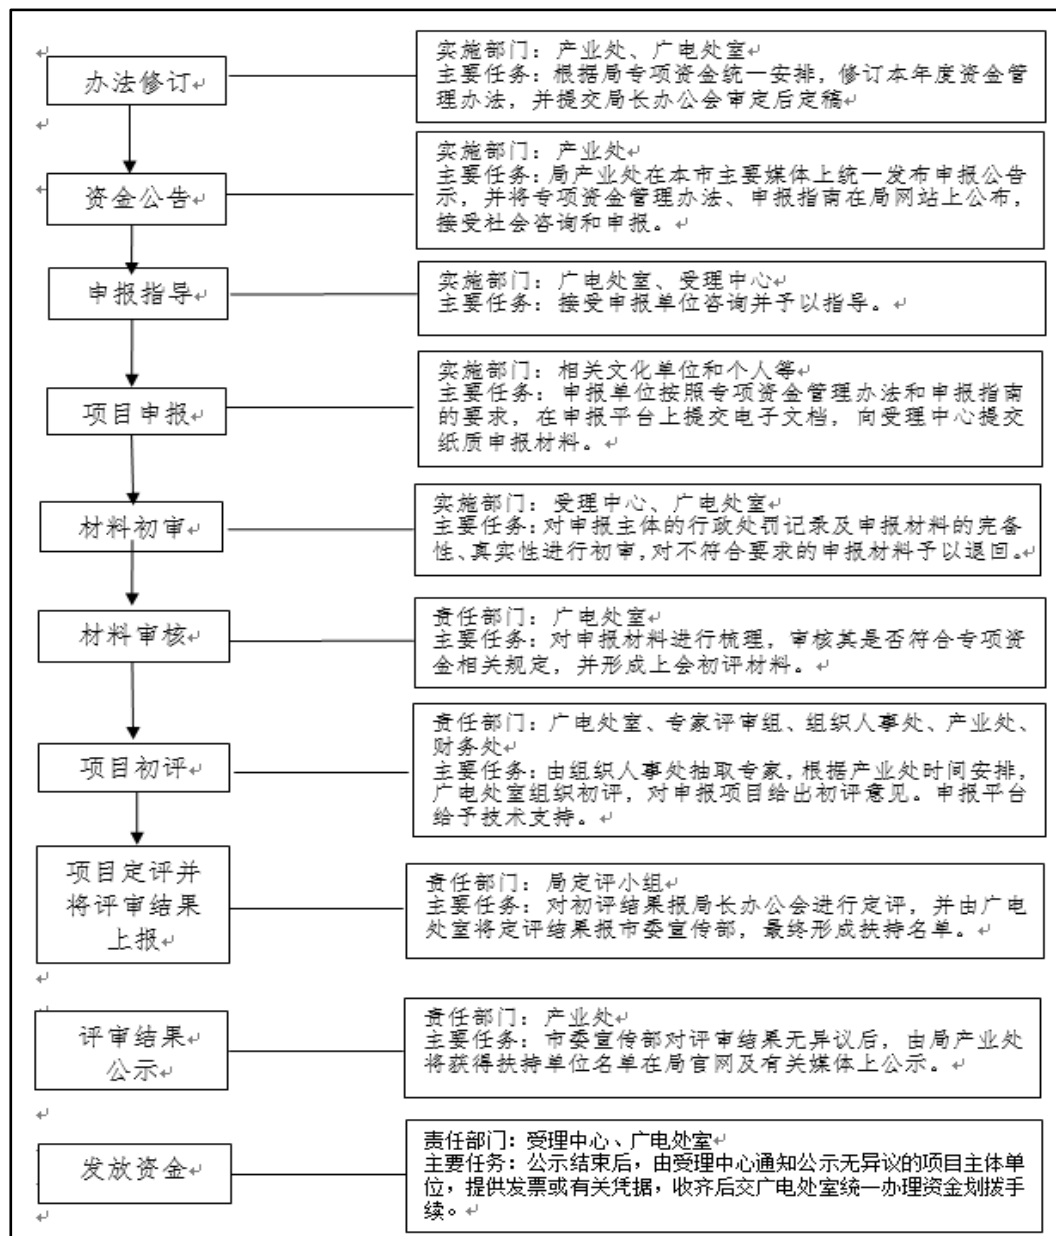 办法修订
实施部门：产业处、广电处室
主要任务：根据局专项资金统一安排，修订本年度资金管
理办法，并提交局长办公会审定后定稿
资金公告
实施部门：产业处
主要任务：局产业处在本市主要媒体上统一发布申报公告
示，并将专项资金管理办法、申报指南在局网站上公布，
接受社会咨询和申报。
申报指导
实施部门：广电处室、受理中心
主要任务：接受申报单位咨询并予以指导。
项目申报
实施部门：相关文化单位和个人等
主要任务：申报单位按照专项资金管理办法和申报指南
的要求，在申报平台上提交电子文档，向受理中心提交
纸质申报材料。
材料初审
实施部门：受理中心、广电处室
主要任务：对申报主体的行政处罚记录及申报材料的完备
性、真实性进行初审，对不符合要求的申报材料予以退回。
材料审核
责任部门：广电处室
主要任务：对申报材料进行梳理，审核其是否符合专项资
金相关规定，并形成上会初评材料。
项目初评
责任部门：广电处室、专家评审组、组织人事处、产业处、
财务处
主要任务：由组织人事处抽取专家，根据产业处时间安排，
广电处室组织初评，对申报项目给出初评意见。申报平台
给予技术支持。
项目定评并
将评审结果
上报
责任部门：局定评小组
主要任务：对初评结果报局长办公会进行定评，并由广电
处室将定评结果报市委宣传部，最终形成扶持名单。
评审结果
公示
责任部门：产业处
主要任务：市委宣传部对评审结果无异议后，由局产业处
将获得扶持单位名单在局官网及有关媒体上公示。
发放资金
责任部门：受理中心、广电处室
主要任务：公示结束后，由受理中心通知公示无异议的项目主体单
位，提供发票或有关凭据，收齐后交广电处室统一办理资金划拨手
续。